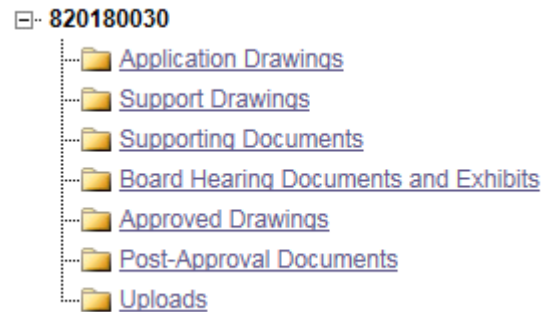 820180030
Application Drawings
Support Drawings
Supporting Documents
Board Hearing Documents and Exhibits
Approved Drawings
Post-Approval Documents
Uploads